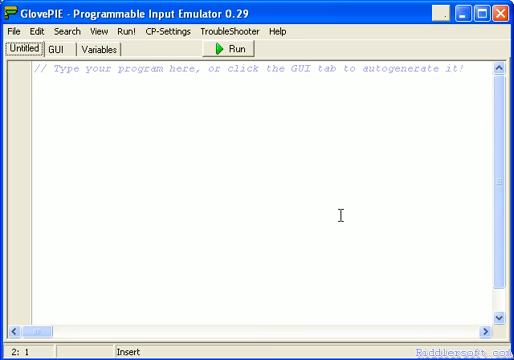 GlovePIE - Programmable Input Emulator 0.29
File Edit Search View Run! CP-Settings TroubleShooter Help
Untitled GUI Variables Run
// Type your program here, or click the GUI tab to autogenerate it!
2: 1 Insert
Riddlersoft.com